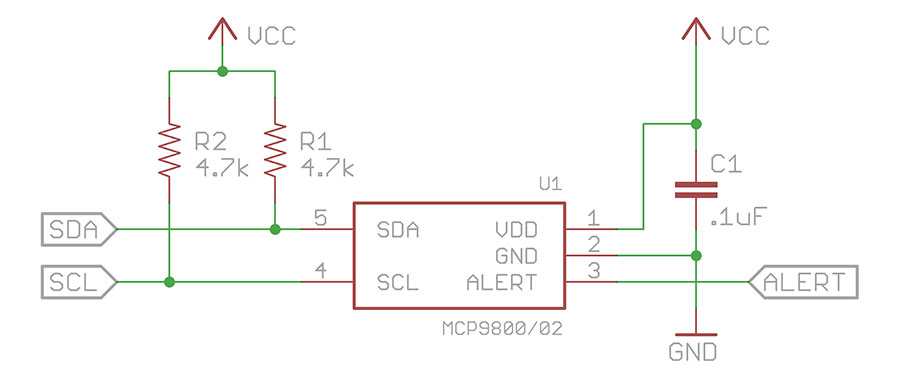 VCC
VCC
R2
4.7k
R1
4.7k
C1
.1uF
U1
SDA
5
SDA
VDD
1
GND
2
SCL
4
SCL
ALERT
3
ALERT
MCP9800/02
GND